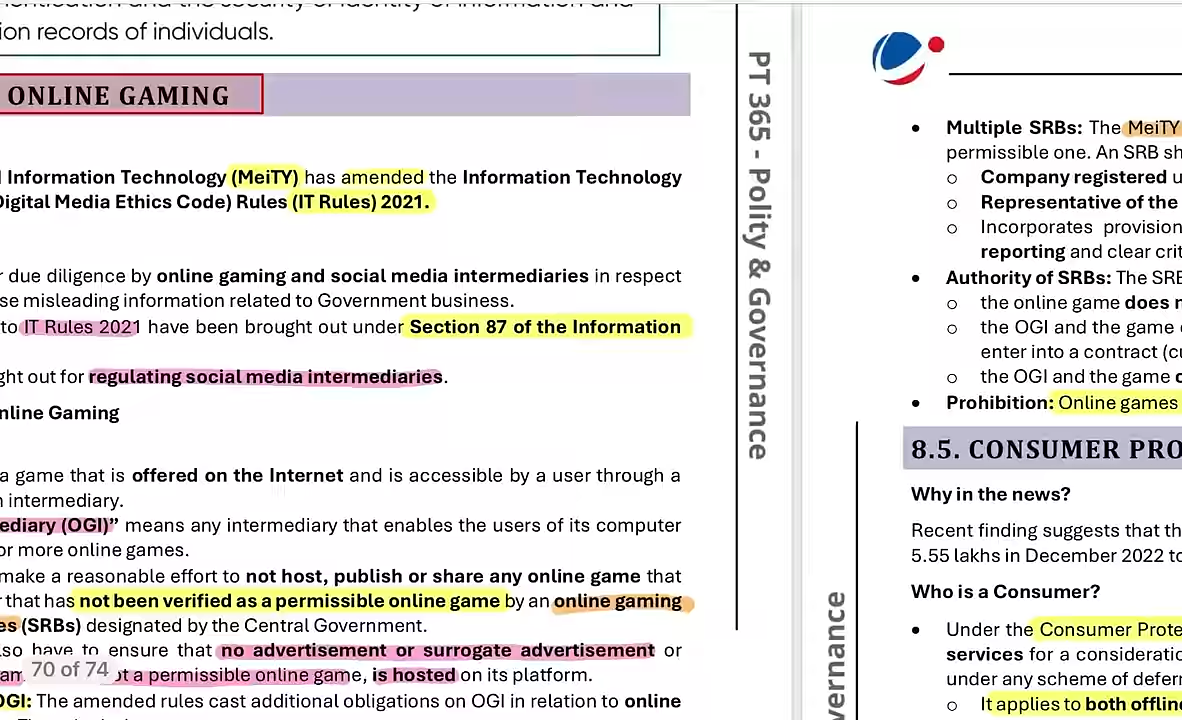 ion records of individuals.
ONLINE GAMING
Information Technology (MeiTY) has amended the Information Technology
Digital Media Ethics Code) Rules (IT Rules) 2021.
r due diligence by online gaming and social media intermediaries in respect
se misleading information related to Government business.
to IT Rules 2021 have been brought out under Section 87 of the Information
ght out for regulating social media intermediaries.
nline Gaming
a game that is offered on the Internet and is accessible by a user through a
n intermediary.
ediary (OGI)” means any intermediary that enables the users of its computer
or more online games.
make a reasonable effort to not host, publish or share any online game that
r that has not been verified as a permissible online game by an online gaming
es (SRBs) designated by the Central Government.
lso have to ensure that no advertisement or surrogate advertisement or
am
70 of 74
ot a permissible online game, is hosted on its platform.
OGI: The amended rules cast additional obligations on OGI in relation to online
PT 365 - Polity & Governance
vernance
• Multiple SRBs: The MeiTY
permissible one. An SRB sh
o Company registered u
o Representative of the
o Incorporates provision
reporting and clear crit
• Authority of SRBs: The SRB
o the online game does n
o the OGI and the game
enter into a contract (cu
o the OGI and the game c
• Prohibition: Online games
8.5. CONSUMER PRO
Why in the news?
Recent finding suggests that th
5.55 lakhs in December 2022 to
Who is a Consumer?
• Under the Consumer Prote
services for a consideratio
under any scheme of deferr
o It applies to both offline